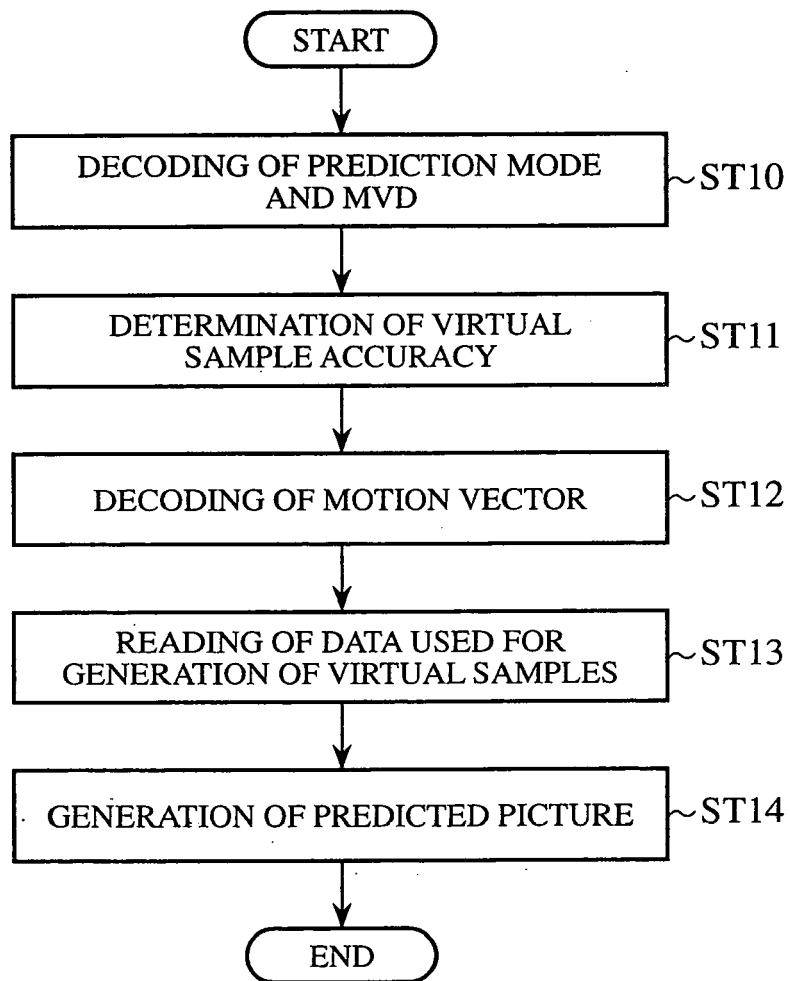 START
DECODING OF PREDICTION MODE
AND MVD
~ST10
DETERMINATION OF VIRTUAL
SAMPLE ACCURACY
~ST11
DECODING OF MOTION VECTOR
~ST12
READING OF DATA USED FOR
GENERATION OF VIRTUAL SAMPLES
~ST13
GENERATION OF PREDICTED PICTURE
~ST14
END